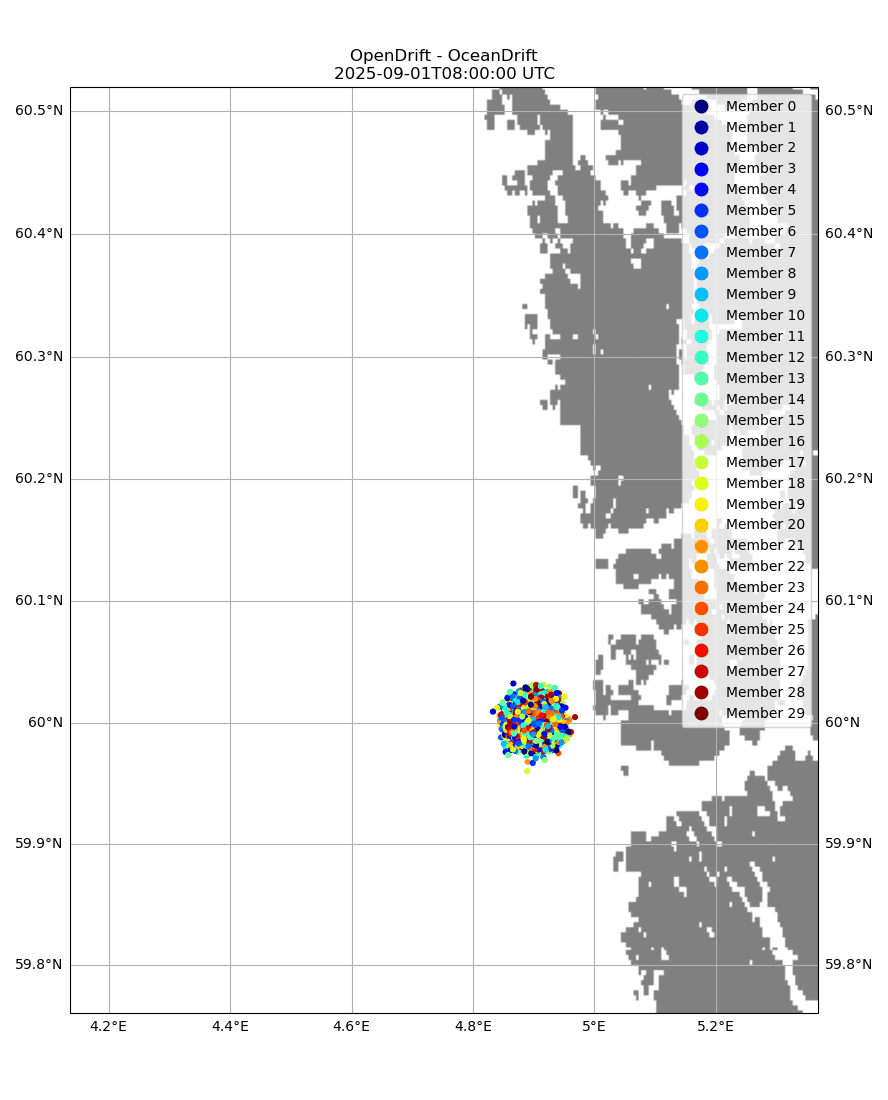 OpenDrift - OceanDrift
2025-09-01T08:00:00 UTC
60.5°N
60.4°N
60.3°N
60.2°N
60.1°N
60°N
59.9°N
59.8°N
60.5°N
60.4°N
60.3°N
60.2°N
60.1°N
60°N
59.9°N
59.8°N
4.2°E
4.4°E
4.6°E
4.8°E
5°E
5.2°E
Member 0
Member 1
Member 2
Member 3
Member 4
Member 5
Member 6
Member 7
Member 8
Member 9
Member 10
Member 11
Member 12
Member 13
Member 14
Member 15
Member 16
Member 17
Member 18
Member 19
Member 20
Member 21
Member 22
Member 23
Member 24
Member 25
Member 26
Member 27
Member 28
Member 29